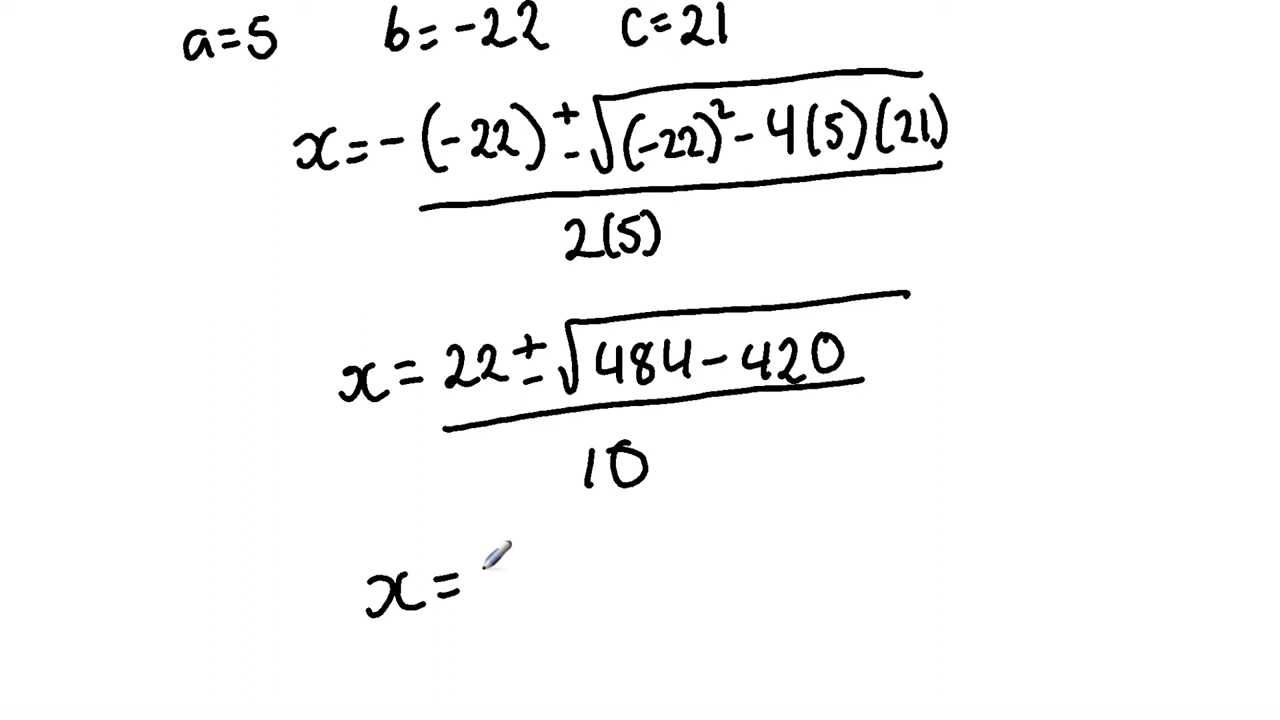 a=5 b=-22 c=21
x=-(-22)±√(-22)²-4(5)(21)
2(5)
x=22±√484-420
10
x=